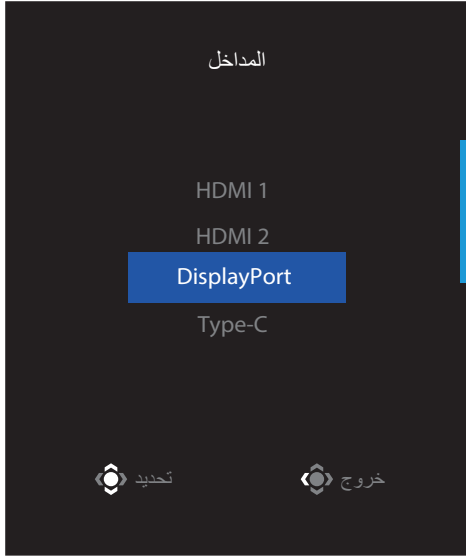 المداخل
HDMI 1
HDMI 2
DisplayPort
Type-C
خروج تحديد